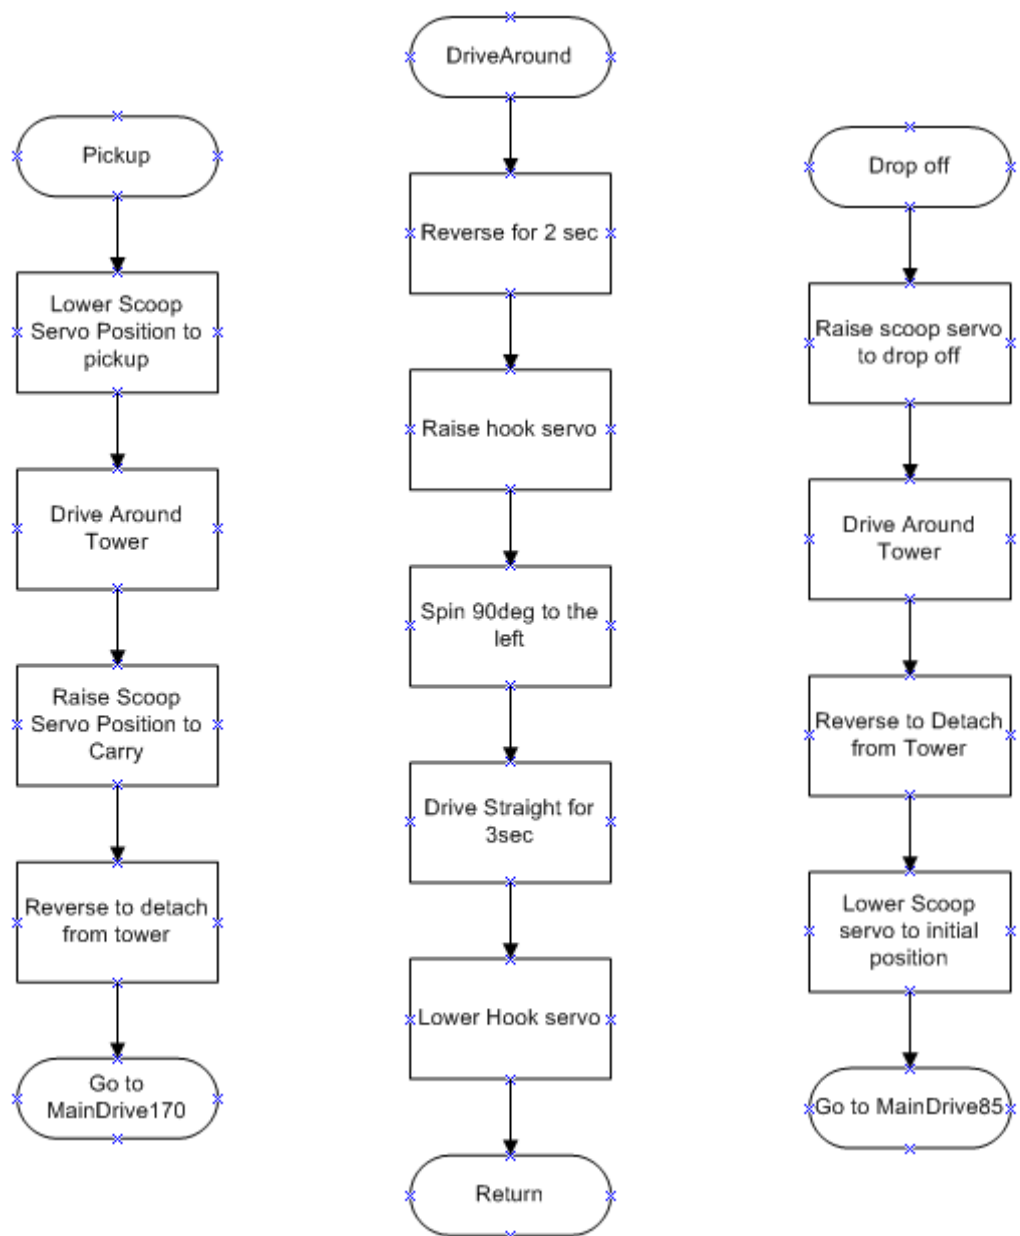 Pickup
Lower Scoop
Servo Position to
pickup
Drive Around
Tower
Raise Scoop
Servo Position to
Carry
Reverse to detach
from tower
Go to
MainDrive170
DriveAround
Reverse for 2 sec
Raise hook servo
Spin 90deg to the
left
Drive Straight for
3sec
Lower Hook servo
Return
Drop off
Raise scoop servo
to drop off
Drive Around
Tower
Reverse to Detach
from Tower
Lower Scoop
servo to initial
position
Go to MainDrive85